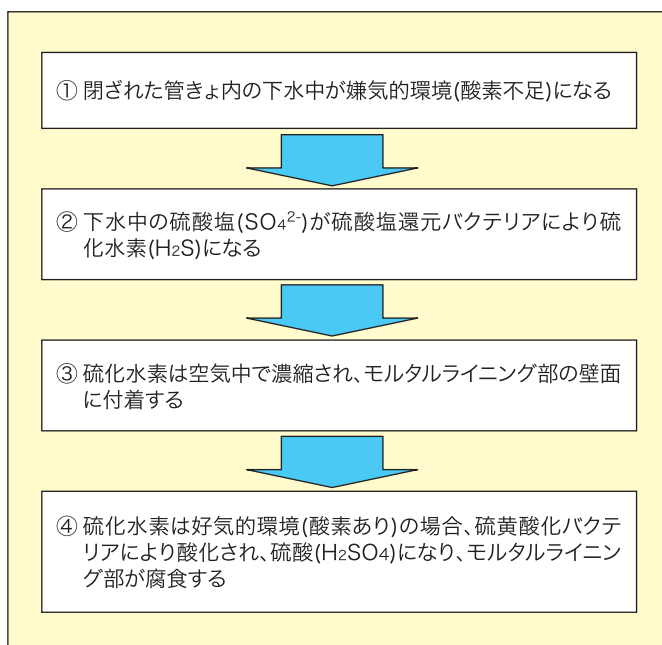 ① 閉ざされた管きょ内の下水中が嫌気的環境(酸素不足)になる
② 下水中の硫酸塩(SO₄²⁻)が硫酸塩還元バクテリアにより硫
化水素(H₂S)になる
③ 硫化水素は空気中で濃縮され、モルタルライニング部の壁面
に付着する
④ 硫化水素は好気的環境(酸素あり)の場合、硫黄酸化バクテ
リアにより酸化され、硫酸(H₂SO₄)になり、モルタルライニン
グ部が腐食する